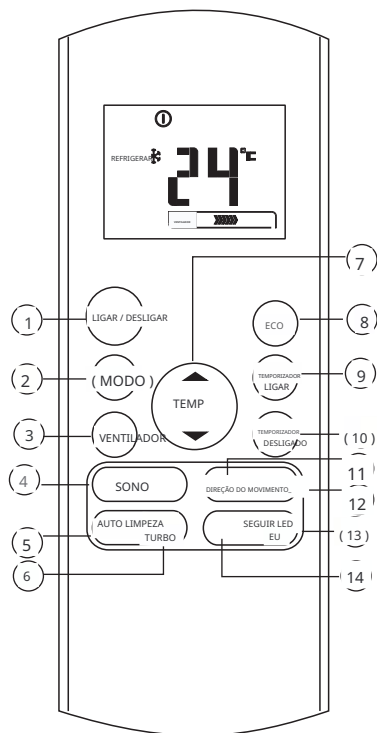 REFRIGERAR
24°C
7
LIGAR / DESLIGAR
1
ECO
8
2
( MODO )
TEMP
TEMPORIZADOR
LIGAR
9
3
VENTILADOR
TEMPORIZADOR
DESLIGADO
( 10 )
4
SONO
DIREÇÃO DO MOVIMENTO_
11
12
5
AUTO LIMPEZA
TURBO
SEGUIR LED
EU
( 13 )
6
14